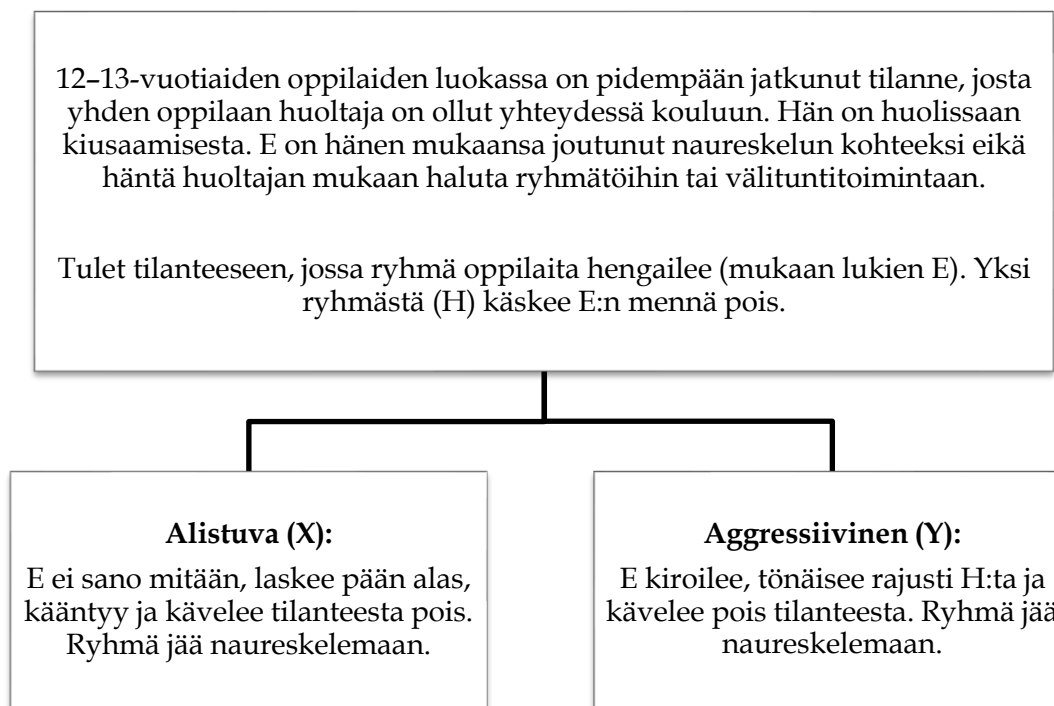 12–13-vuotiaiden oppilaiden luokassa on pidempään jatkunut tilanne, josta
yhden oppilaan huoltaja on ollut yhteydessä kouluun. Hän on huolissaan
kiusaamisesta. E on hänen mukaansa joutunut naureskelun kohteeksi eikä
häntä huoltajan mukaan haluta ryhmätöihin tai välituntitoimintaan.
Tulet tilanteeseen, jossa ryhmä oppilaita hengailee (mukaan lukien E). Yksi
ryhmästä (H) käskee E:n mennä pois.
Alistuva (X):
E ei sano mitään, laskee pään alas,
kääntyy ja kävelee tilanteesta pois.
Ryhmä jää naureskelemaan.
Aggressiivinen (Y):
E kiroilee, tönäisee rajusti H:ta ja
kävelee pois tilanteesta. Ryhmä jää
naureskelemaan.